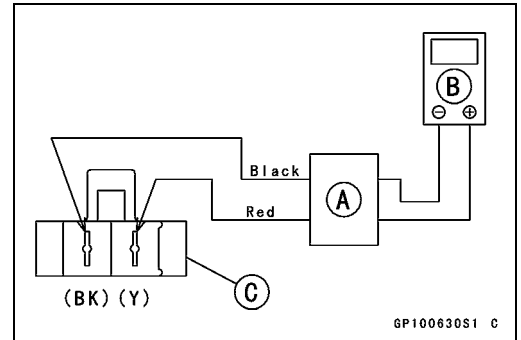 B
⊖ ⊕
Black
A
Red
C
(BK) (Y)
GP100630S1 C